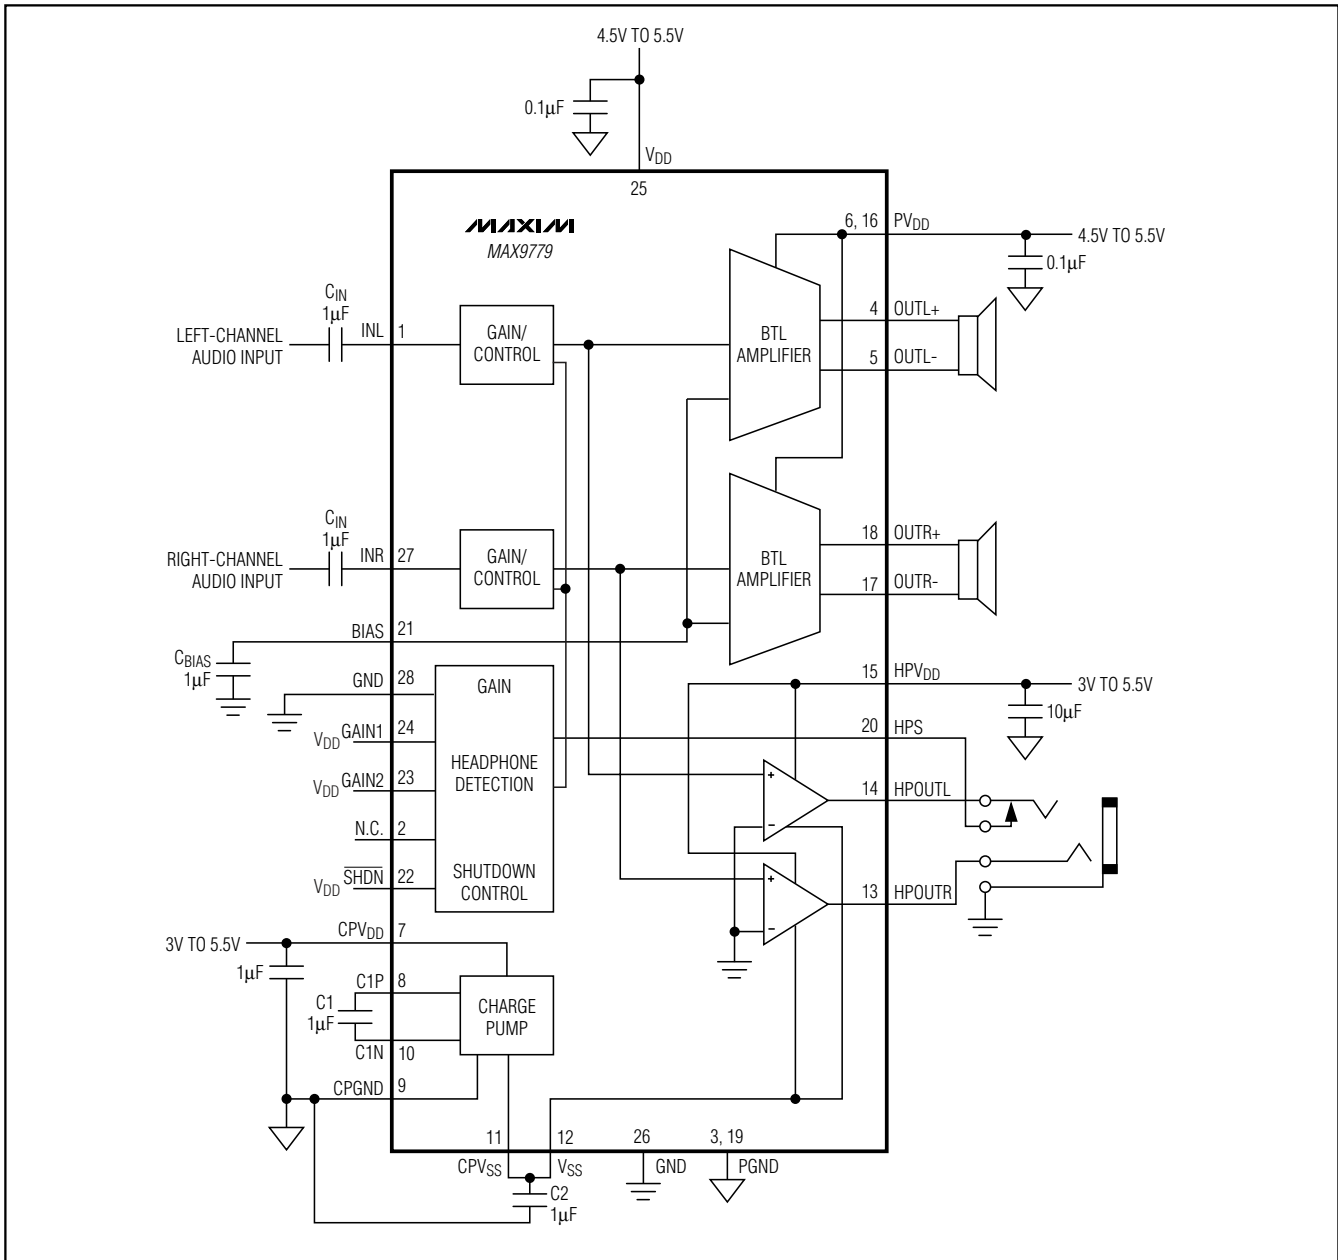 4.5V TO 5.5V
0.1µF
VDD
25
MAXIM
MAX9779
6, 16
PVDD
4.5V TO 5.5V
0.1µF
CIN
1µF
LEFT-CHANNEL
AUDIO INPUT
INL
1
GAIN/
CONTROL
BTL
AMPLIFIER
4
OUTL+
5
OUTL-
CIN
1µF
RIGHT-CHANNEL
AUDIO INPUT
INR
27
GAIN/
CONTROL
BTL
AMPLIFIER
18
OUTR+
17
OUTR-
BIAS
21
CBIAS
1µF
GND
28
GAIN
15
HPVDD
3V TO 5.5V
10µF
VDD
GAIN1
24
20
HPS
HEADPHONE
DETECTION
VDD
GAIN2
23
+
-
14
HPOUTL
N.C.
2
VDD
SHDN
22
SHUTDOWN
CONTROL
+
-
13
HPOUTR
3V TO 5.5V
CPVDD
7
1µF
C1P
8
C1
1µF
CHARGE
PUMP
C1N
10
CPGND
9
11
12
26
3, 19
CPVSS
VSS
GND
PGND
C2
1µF